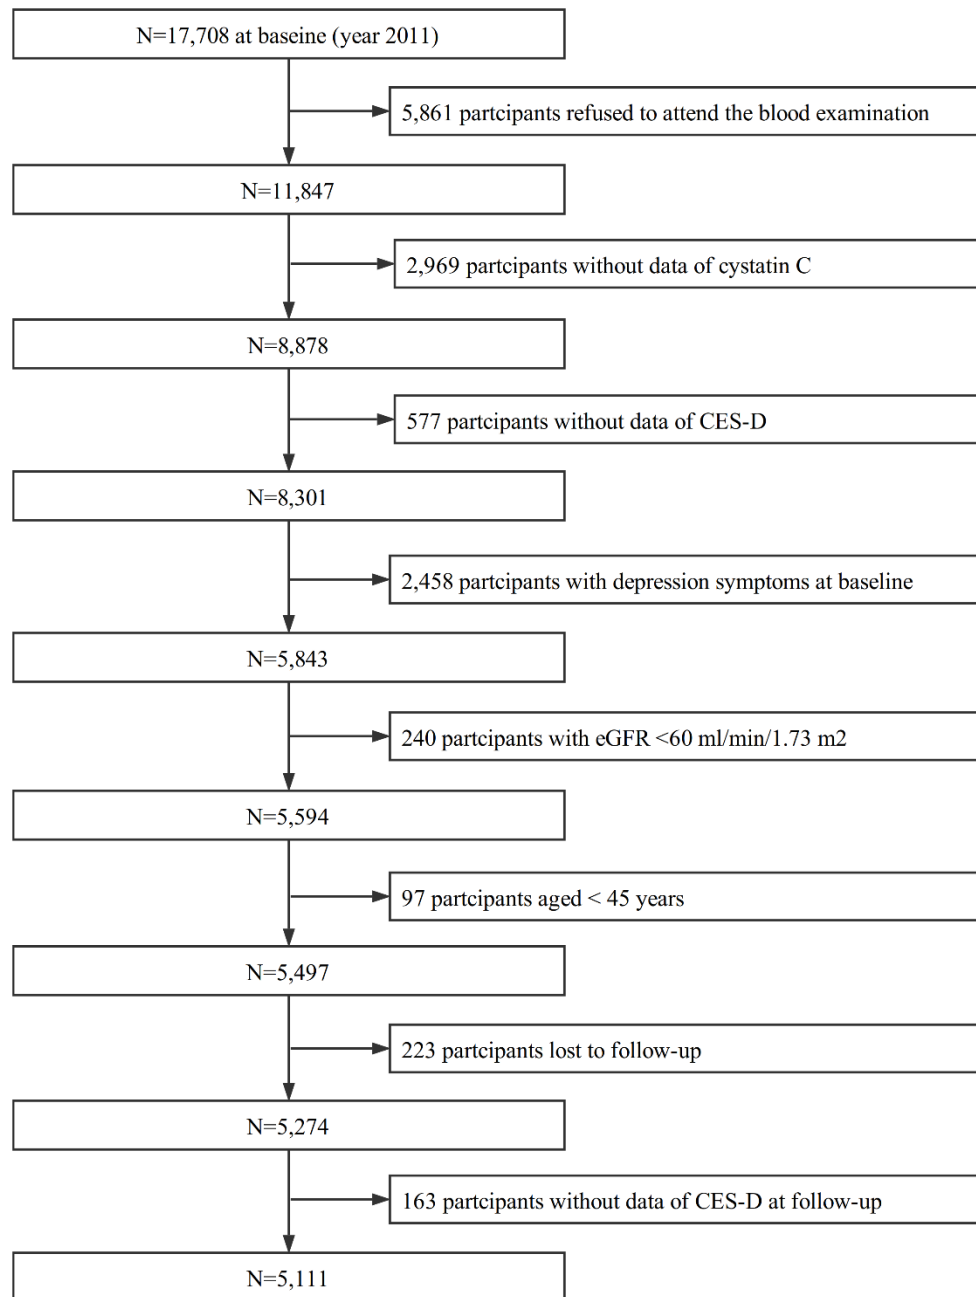 N=17,708 at baseine (year 2011)
5,861 partcipants refused to attend the blood examination
N=11,847
2,969 partcipants without data of cystatin C
N=8,878
577 partcipants without data of CES-D
N=8,301
2,458 partcipants with depression symptoms at baseline
N=5,843
240 partcipants with eGFR <60 ml/min/1.73 m2
N=5,594
97 partcipants aged < 45 years
N=5,497
223 partcipants lost to follow-up
N=5,274
163 partcipants without data of CES-D at follow-up
N=5,111